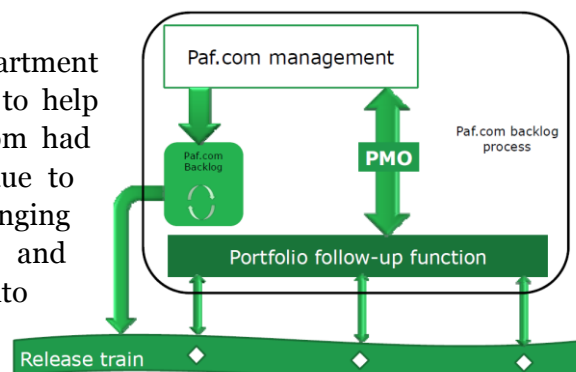 artment
to help
om had
ue to
nging
and
nto
Paf.com management
Paf.com backlog
process
Paf.com
Backlog
PMO
Portfolio follow-up function
Release train